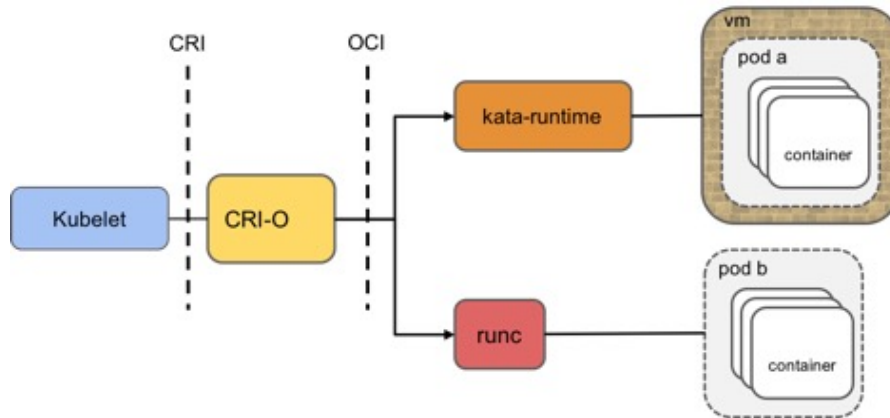 CRI
OCI
vm
pod a
container
kata-runtime
Kubelet
CRI-O
pod b
container
runc